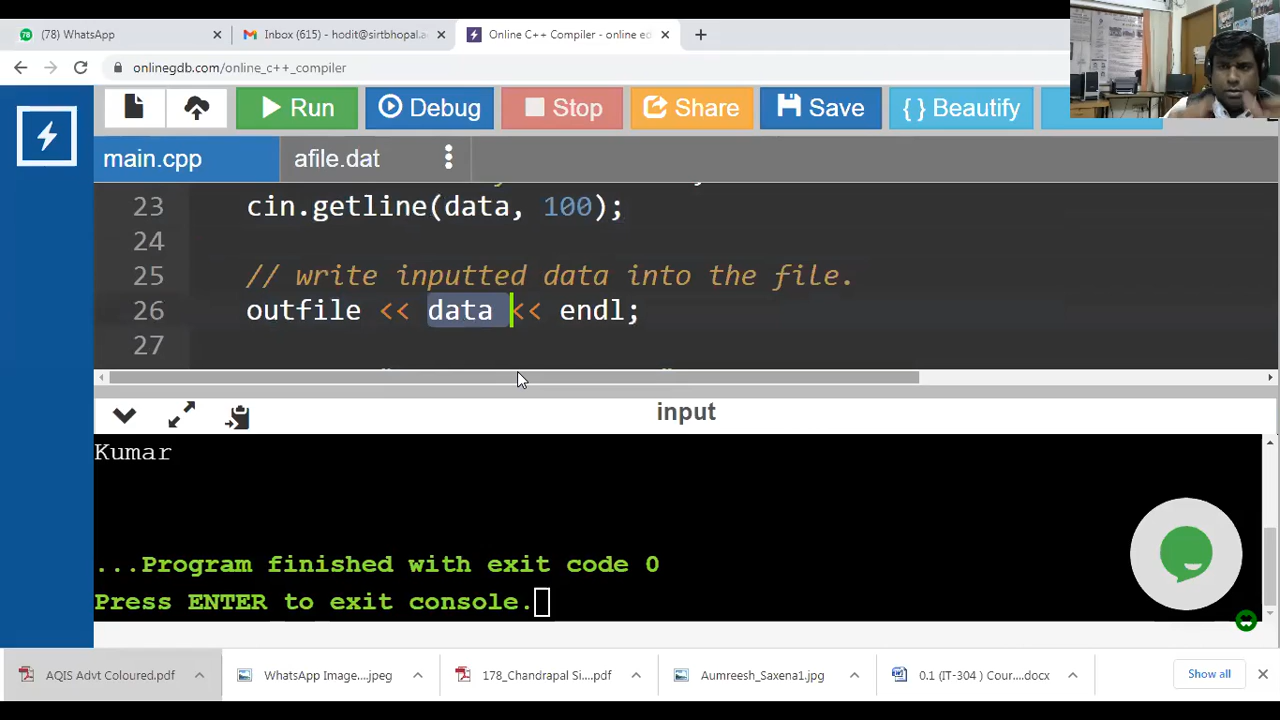 (78) WhatsApp
Inbox (615) - hodit@sirtbhopal.c
Online C++ Compiler - online ed
onlinegdb.com/online_c++_compiler
Run
Debug
Stop
Share
Save
{ } Beautify
main.cpp
afile.dat
23 cin.getline(data, 100);
24
25 // write inputted data into the file.
26 outfile << data << endl;
27
input
Kumar
...Program finished with exit code 0
Press ENTER to exit console.
AQIS Advt Coloured.pdf
WhatsApp Image....jpeg
178_Chandrapal Si....pdf
Aumreesh_Saxena1.jpg
0.1 (IT-304 ) Cour....docx
Show all